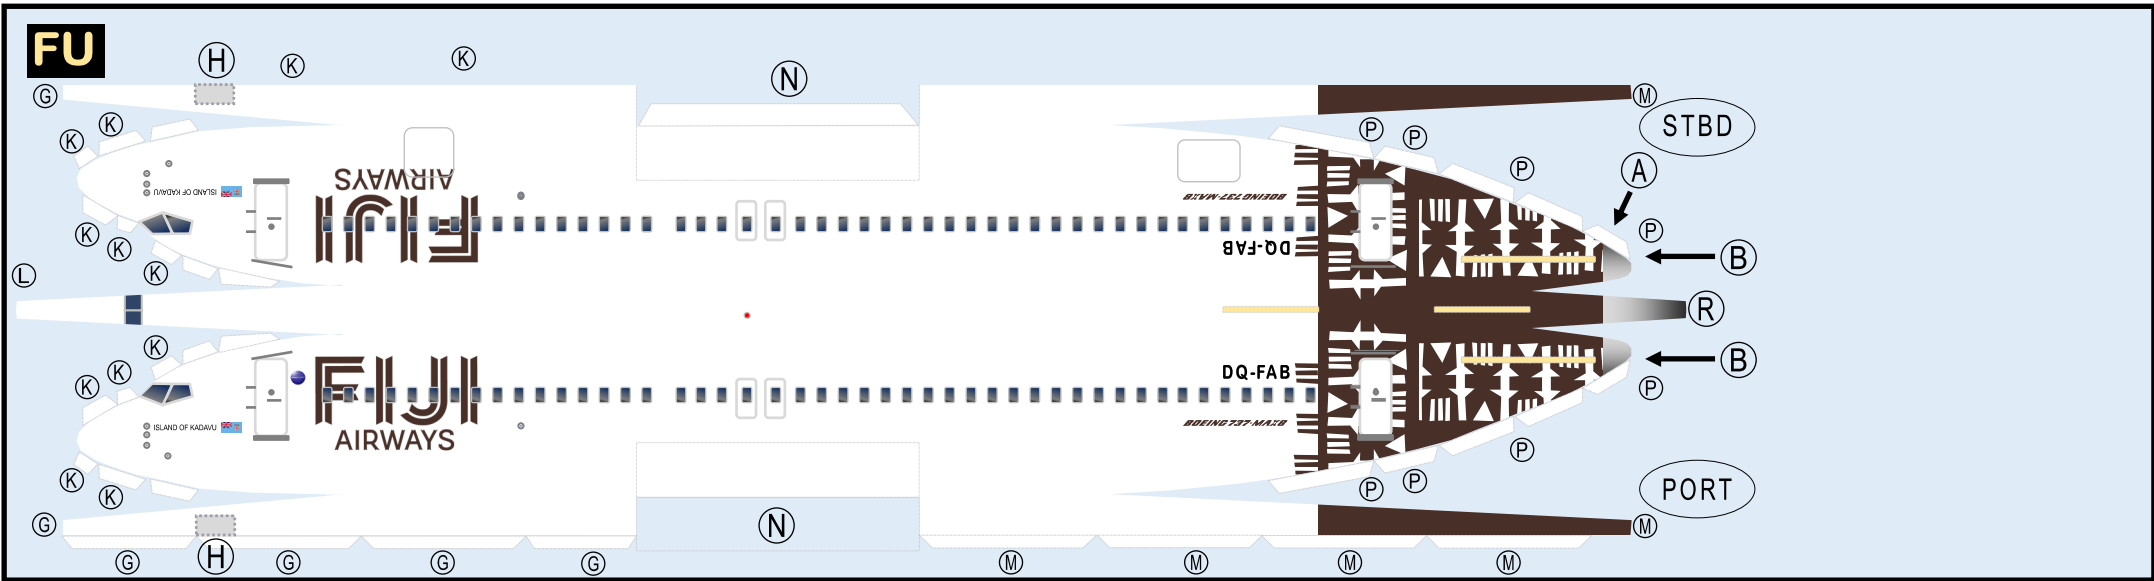 FU
H
K
K
N
G
M
K
K
P
P
STBD
P
A
ISLAND OF KADAVU
AIRWAYS
FIJI
BOEING 737-MAX8
DQ-FAB
K
K
K
P
B
L
R
K
K
K
B
P
DQ-FAB
FIJI
AIRWAYS
ISLAND OF KADAVU
BOEING 737-MAX8
K
K
P
P
P
PORT
G
N
M
H
G
G
G
G
M
M
M
M